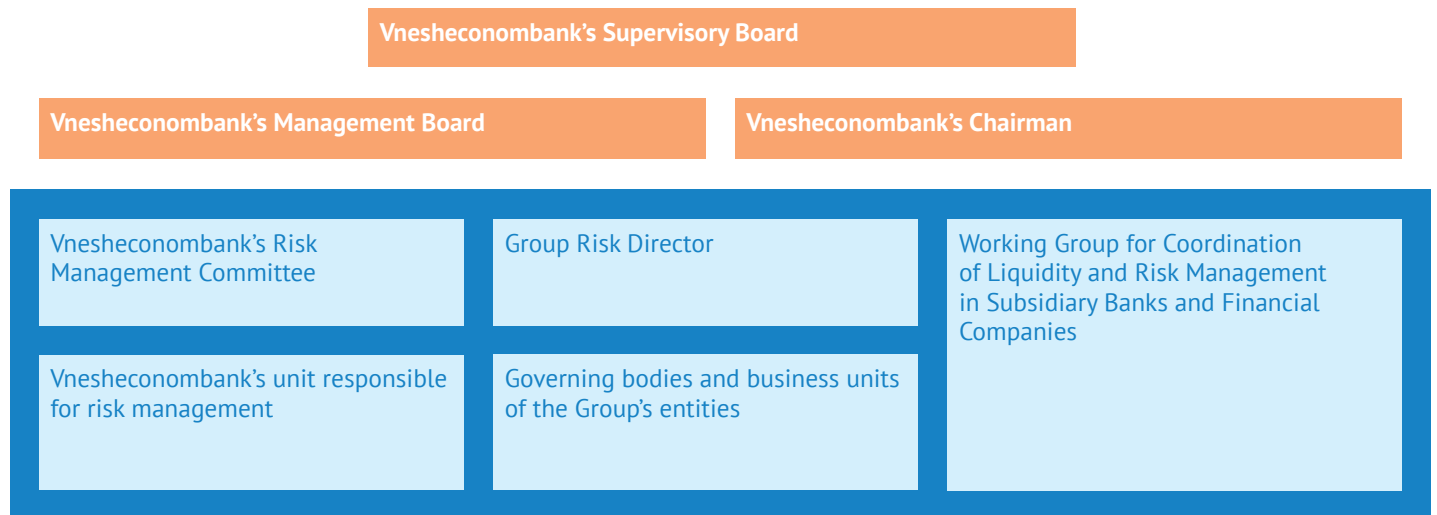 Vnesheconombank’s Supervisory Board
Vnesheconombank’s Management Board
Vnesheconombank’s Chairman
Vnesheconombank’s Risk
Management Committee
Group Risk Director
Working Group for Coordination
of Liquidity and Risk Management
in Subsidiary Banks and Financial
Companies
Vnesheconombank’s unit responsible
for risk management
Governing bodies and business units
of the Group’s entities